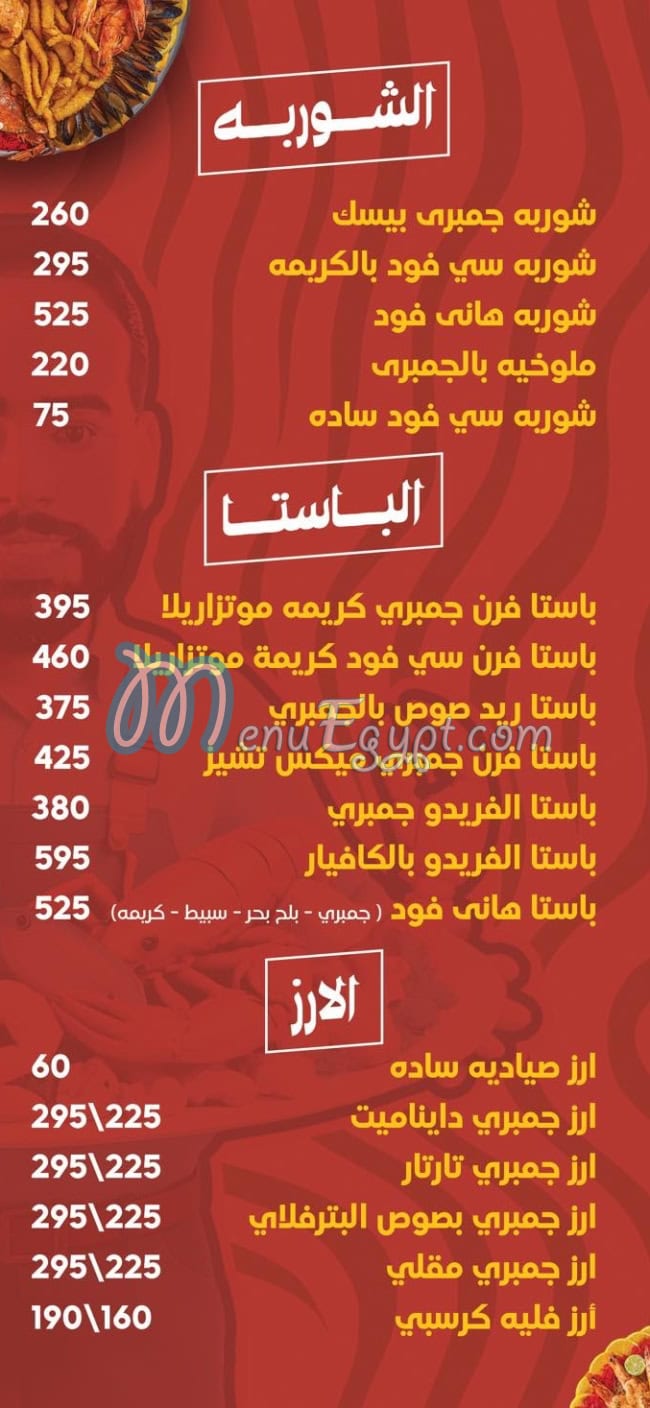 الشوربه
شوربه جمبرى بيسك 260
شوربه سي فود بالكريمه 295
شوربه هانى فود 525
ملوخيه بالجمبرى 220
شوربه سي فود ساده 75
الباستا
باستا فرن جمبري كريمه موتزاريلا 395
باستا فرن سي فود كريمة موتزاريلا 460
باستا ريد صوص بالجمبري 375
MenuEgypt.com
باستا فرن جمبري ميكس تشيز 425
باستا الفريدو جمبري 380
باستا الفريدو بالكافيار 595
باستا هانى فود (جمبري - بلح بحر - سبيط - كريمه) 525
الارز
ارز صياديه ساده 60
ارز جمبري دايناميت 295\225
ارز جمبري تارتار 295\225
ارز جمبري بصوص البترفلاي 295\225
ارز جمبري مقلي 295\225
أرز فليه كرسبي 190\160